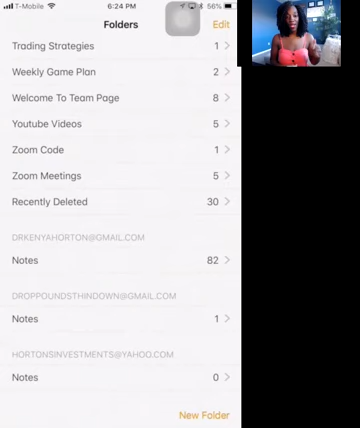 T-Mobile 6:24 PM 56%
Folders Edit
Trading Strategies 1
Weekly Game Plan 2
Welcome To Team Page 8
Youtube Videos 5
Zoom Code 1
Zoom Meetings 5
Recently Deleted 30
DRKENYAHORTON@GMAIL.COM
Notes 82
DROPPOUNDSTHINDOWN@GMAIL.COM
Notes 1
HORTONSINVESTMENTS@YAHOO.COM
Notes 0
New Folder